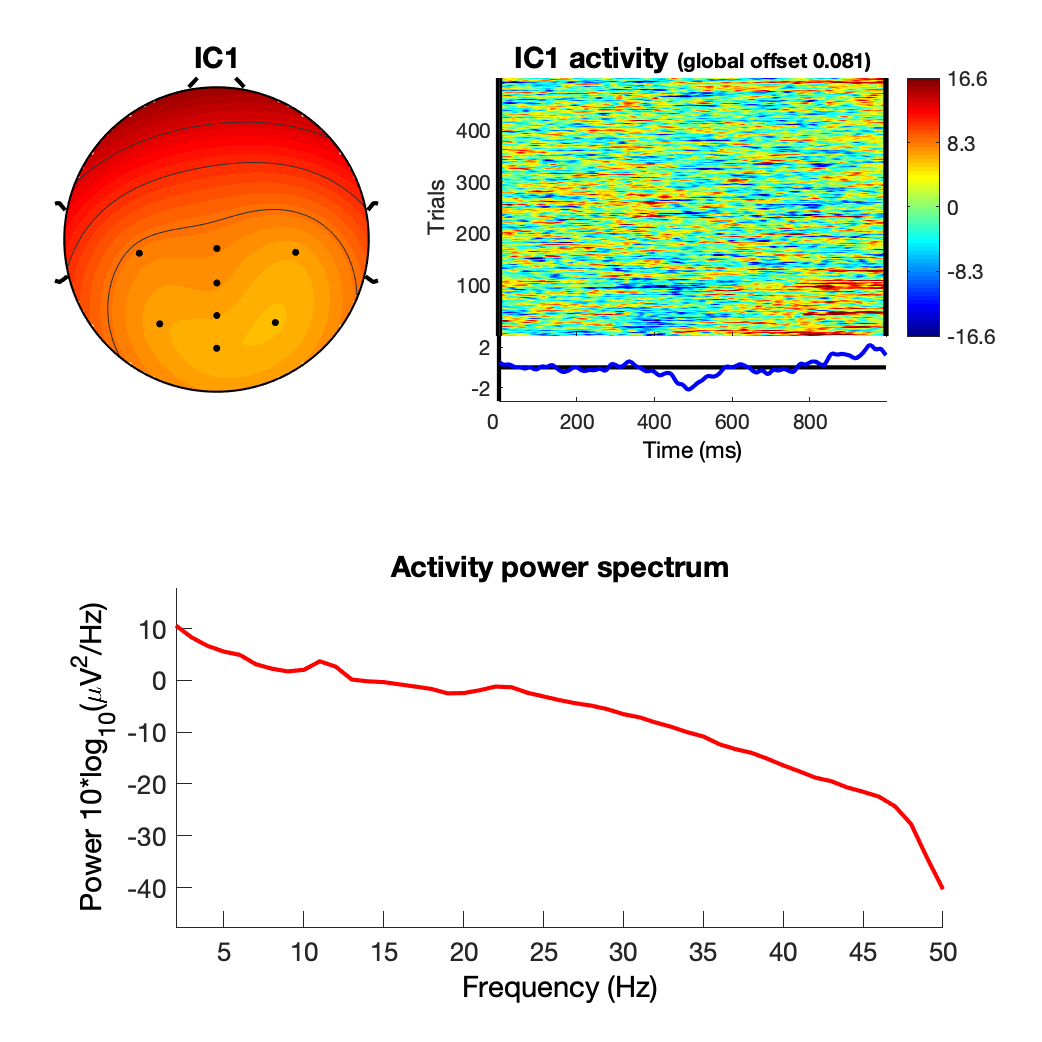 IC1
IC1 activity (global offset 0.081)
Trials
400
300
200
100
16.6
8.3
0
-8.3
-16.6
2
-2
0 200 400 600 800
Time (ms)
Activity power spectrum
Power 10*log10(μV2/Hz)
10
0
-10
-20
-30
-40
5 10 15 20 25 30 35 40 45 50
Frequency (Hz)